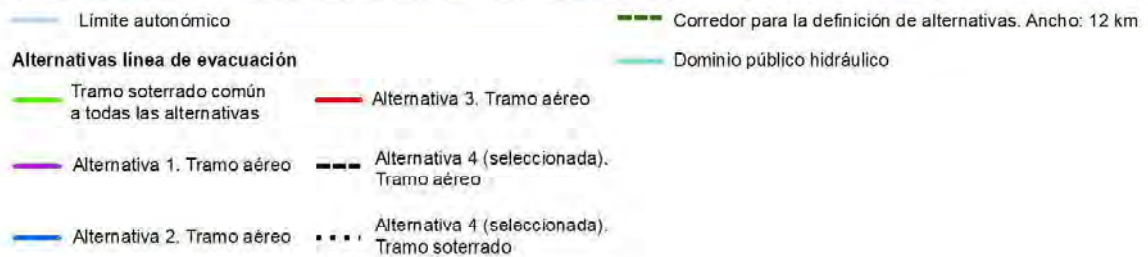 Límite autonómico
Corredor para la definición de alternativas. Ancho: 12 km
Alternativas línea de evacuación
Dominio público hidráulico
Tramo soterrado común
a todas las alternativas
Alternativa 3. Tramo aéreo
Alternativa 1. Tramo aéreo
Alternativa 4 (seleccionada).
Tramo aéreo
Alternativa 2. Tramo aéreo
Alternativa 4 (seleccionada).
Tramo soterrado